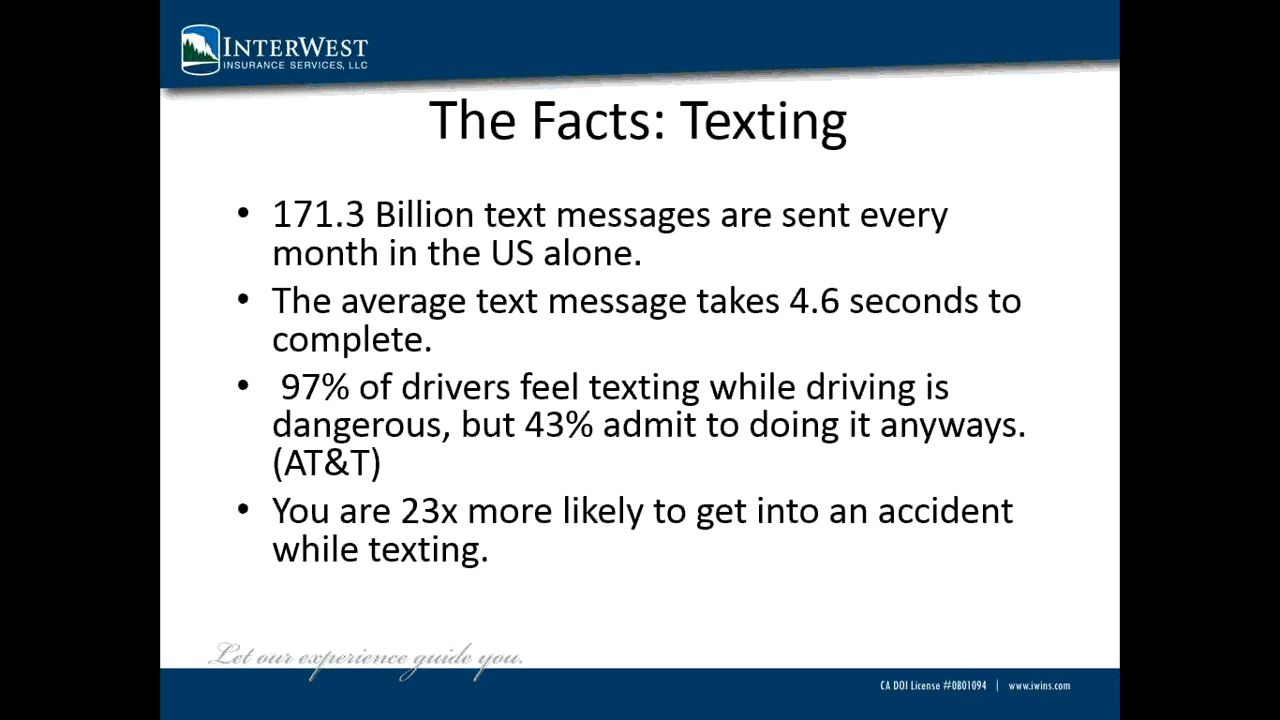 INTERWEST
INSURANCE SERVICES, LLC
The Facts: Texting
• 171.3 Billion text messages are sent every
month in the US alone.
• The average text message takes 4.6 seconds to
complete.
• 97% of drivers feel texting while driving is
dangerous, but 43% admit to doing it anyways.
(AT&T)
• You are 23x more likely to get into an accident
while texting.
Let our experience guide you.
CA DOI License #0B01094 | www.iwins.com